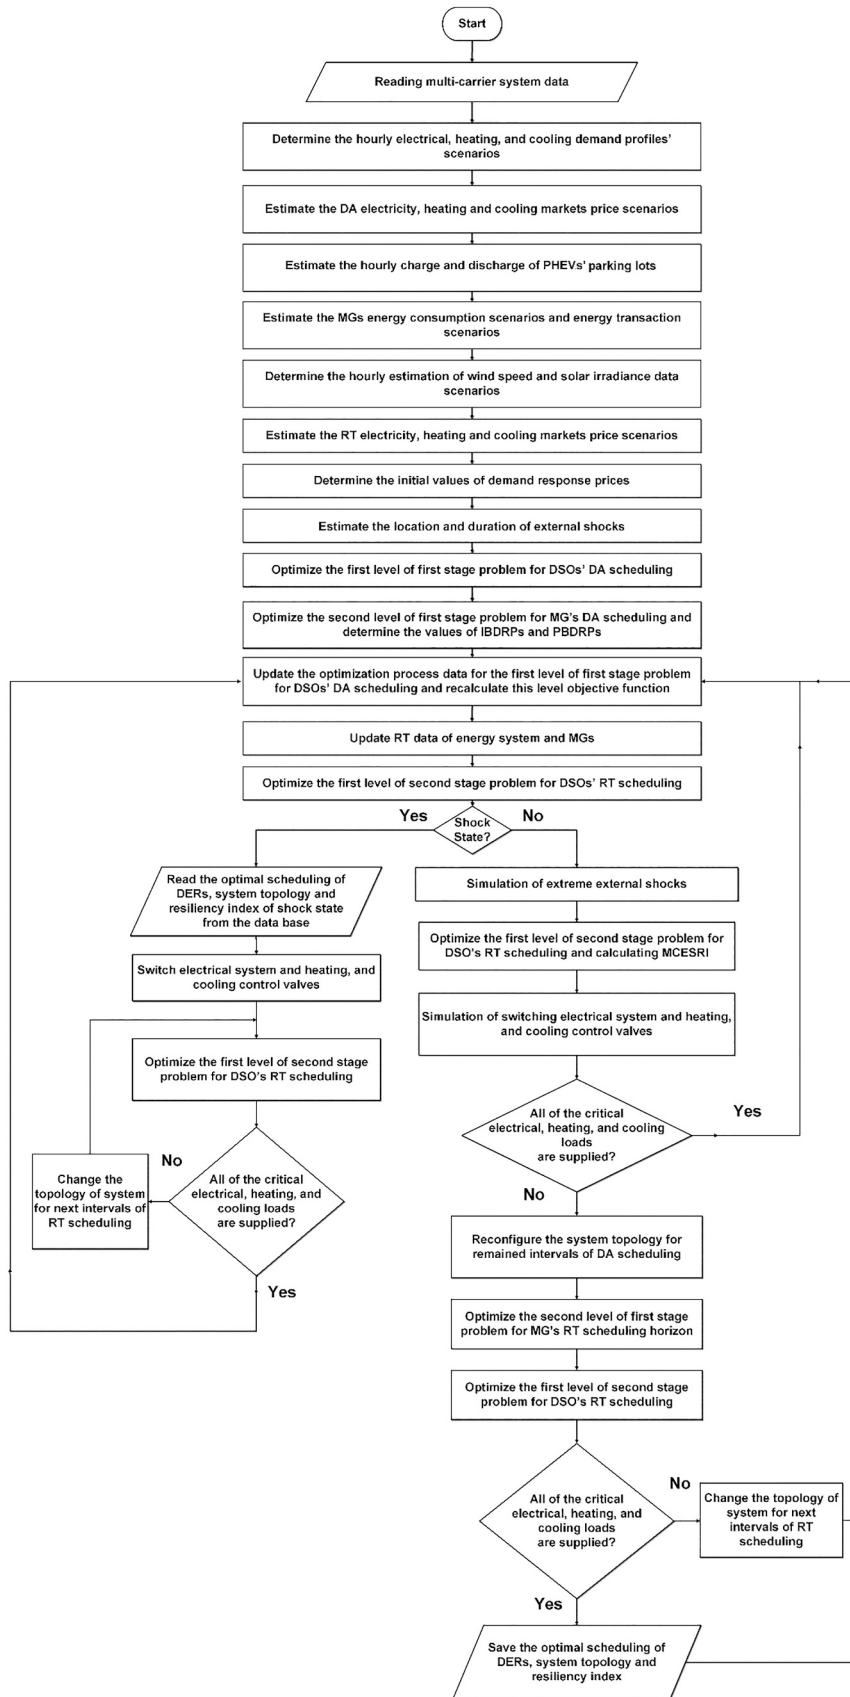 Start
Reading multi-carrier system data
Determine the hourly electrical, heating, and cooling demand profiles'
scenarios
Estimate the DA electricity, heating and cooling markets price scenarios
Estimate the hourly charge and discharge of PHEVs' parking lots
Estimate the MGs energy consumption scenarios and energy transaction
scenarios
Determine the hourly estimation of wind speed and solar irradiance data
scenarios
Estimate the RT electricity, heating and cooling markets price scenarios
Determine the initial values of demand response prices
Estimate the location and duration of external shocks
Optimize the first level of first stage problem for DSOs' DA scheduling
Optimize the second level of first stage problem for MG's DA scheduling and
determine the values of IBDRPs and PBDRPs
Update the optimization process data for the first level of first stage problem
for DSOs' DA scheduling and recalculate this level objective function
Update RT data of energy system and MGs
Optimize the first level of second stage problem for DSOs' RT scheduling
Shock
State?
Yes
No
Read the optimal scheduling of
DERs, system topology and
resiliency index of shock state
from the data base
Switch electrical system and heating, and
cooling control valves
Optimize the first level of second stage
problem for DSO's RT scheduling
All of the critical
electrical, heating, and
cooling loads
are supplied?
No
Change the
topology of system
for next intervals of
RT scheduling
Yes
Simulation of extreme external shocks
Optimize the first level of second stage problem for
DSO's RT scheduling and calculating MCESRI
Simulation of switching electrical system and heating,
and cooling control valves
All of the critical
electrical, heating, and cooling
loads
are supplied?
Yes
No
Reconfigure the system topology for
remained intervals of DA scheduling
Optimize the second level of first stage
problem for MG's RT scheduling horizon
Optimize the first level of second stage
problem for DSO's RT scheduling
All of the critical
electrical, heating, and
cooling loads
are supplied?
No
Change the topology of
system for next
intervals of RT
scheduling
Yes
Save the optimal scheduling of
DERs, system topology and
resiliency index